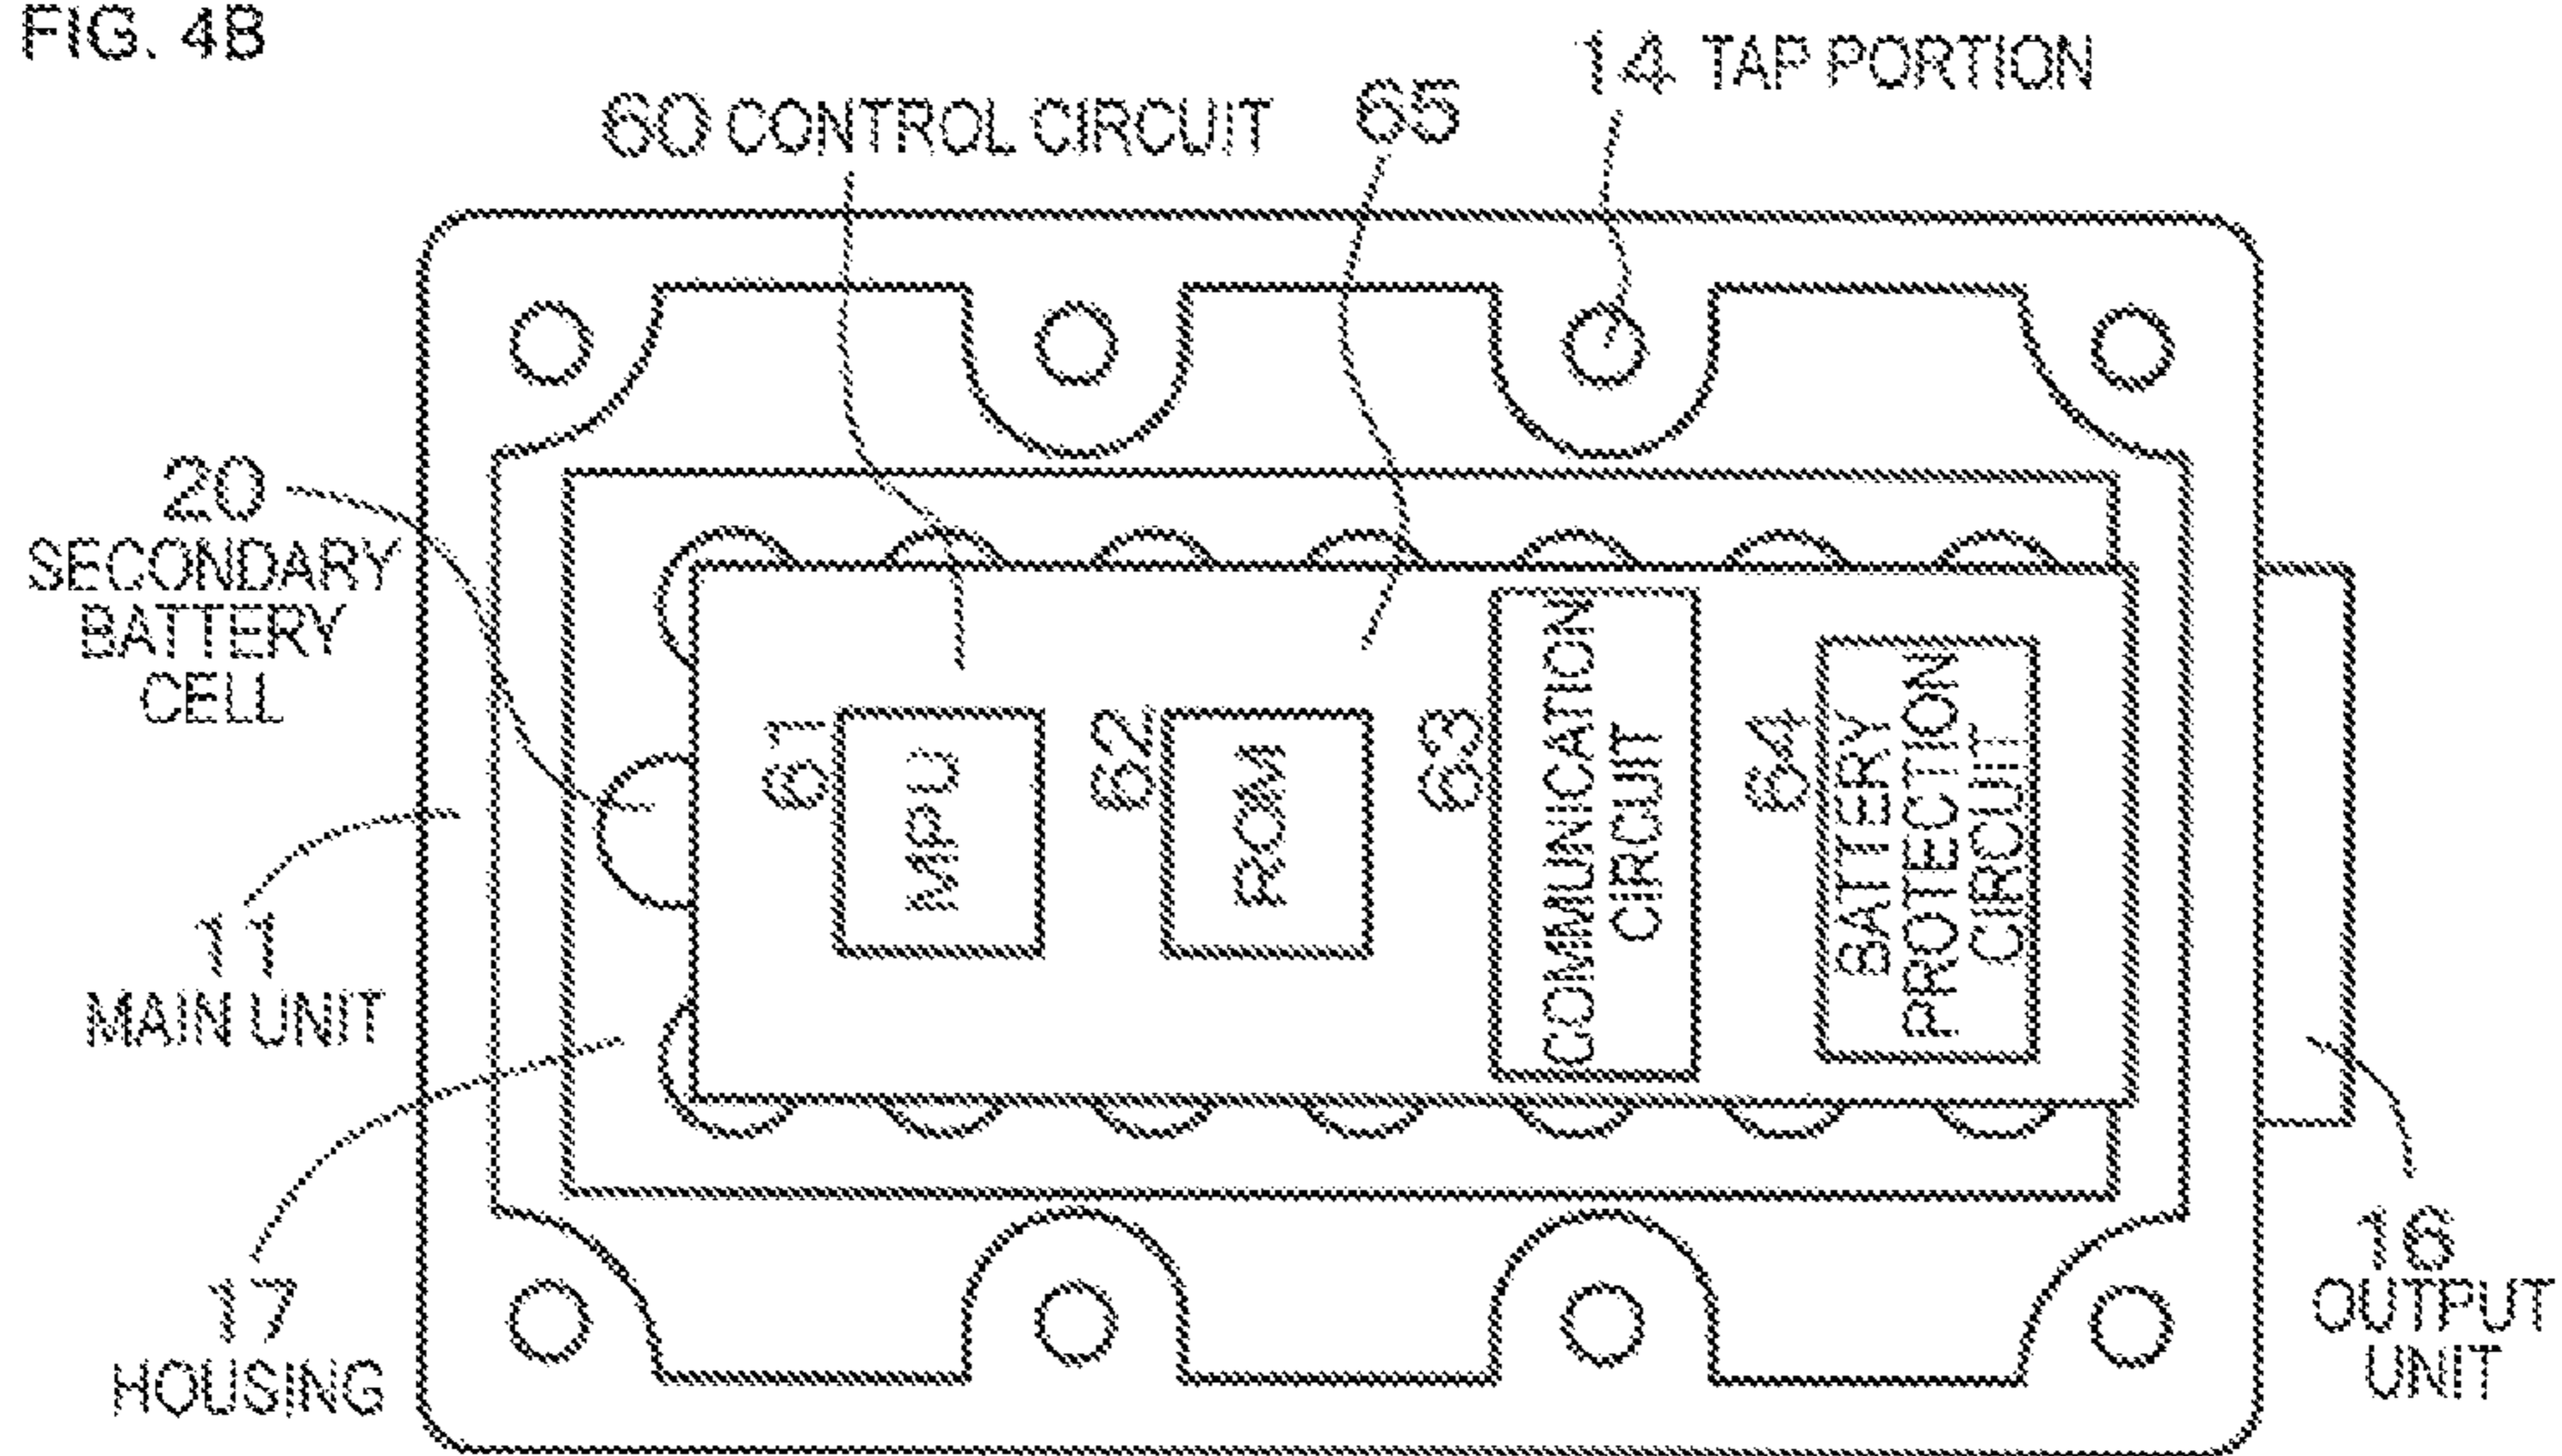 FIG. 4B
14 TAP PORTION
60 CONTROL CIRCUIT
65
20
SECONDARY
BATTERY
CELL
11
MAIN UNIT
17
HOUSING
61
MPU
62
ROM
63
COMMUNICATION
CIRCUIT
64
BATTERY
PROTECTION
CIRCUIT
16
OUTPUT
UNIT